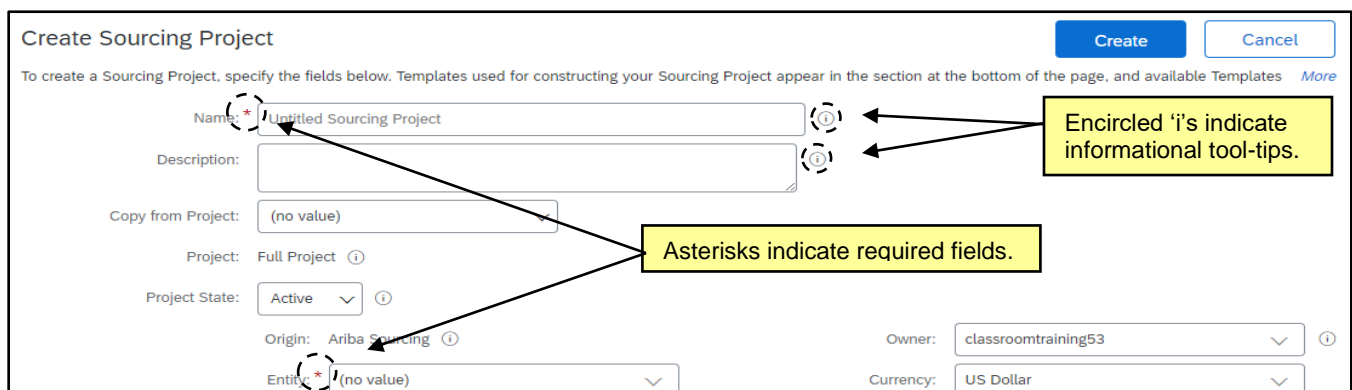 Create Sourcing Project
Create
Cancel
To create a Sourcing Project, specify the fields below. Templates used for constructing your Sourcing Project appear in the section at the bottom of the page, and available Templates More
Name: * Untitled Sourcing Project
Encircled ‘i’s indicate
informational tool-tips.
Description:
Copy from Project: (no value)
Asterisks indicate required fields.
Project: Full Project
Project State: Active
Origin: Ariba Sourcing
Owner: classroomtraining53
Entity: * (no value)
Currency: US Dollar